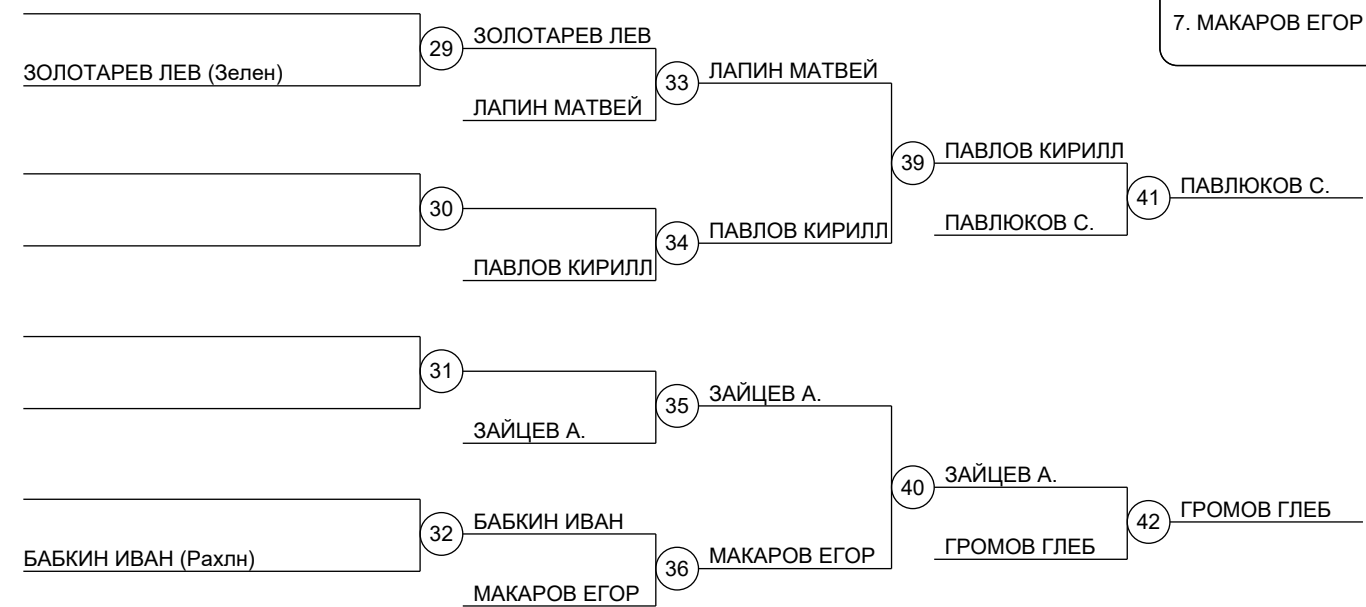 7. МАКАРОВ ЕГОР
29
ЗОЛОТАРЕВ ЛЕВ
ЗОЛОТАРЕВ ЛЕВ (Зелен)
33
ЛАПИН МАТВЕЙ
ЛАПИН МАТВЕЙ
39
ПАВЛОВ КИРИЛЛ
41
ПАВЛЮКОВ С.
30
34
ПАВЛОВ КИРИЛЛ
ПАВЛЮКОВ С.
ПАВЛОВ КИРИЛЛ
31
35
ЗАЙЦЕВ А.
ЗАЙЦЕВ А.
40
ЗАЙЦЕВ А.
42
ГРОМОВ ГЛЕБ
32
БАБКИН ИВАН
ГРОМОВ ГЛЕБ
БАБКИН ИВАН (Рахлн)
36
МАКАРОВ ЕГОР
МАКАРОВ ЕГОР